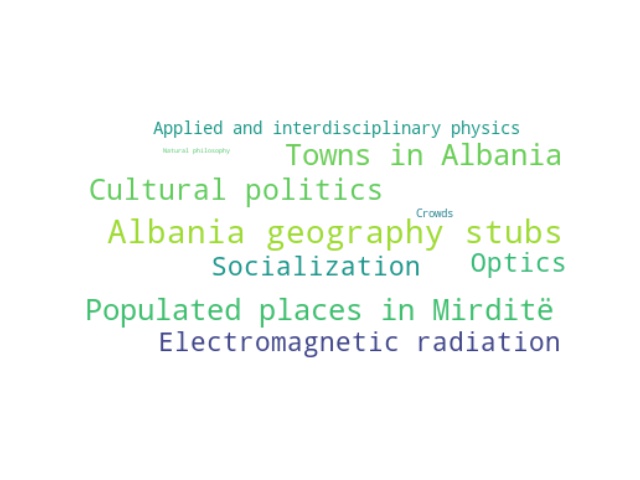 Applied and interdisciplinary physics
Natural philosophy
Towns in Albania
Cultural politics
Crowds
Albania geography stubs
Socialization
Optics
Populated places in Mirditë
Electromagnetic radiation